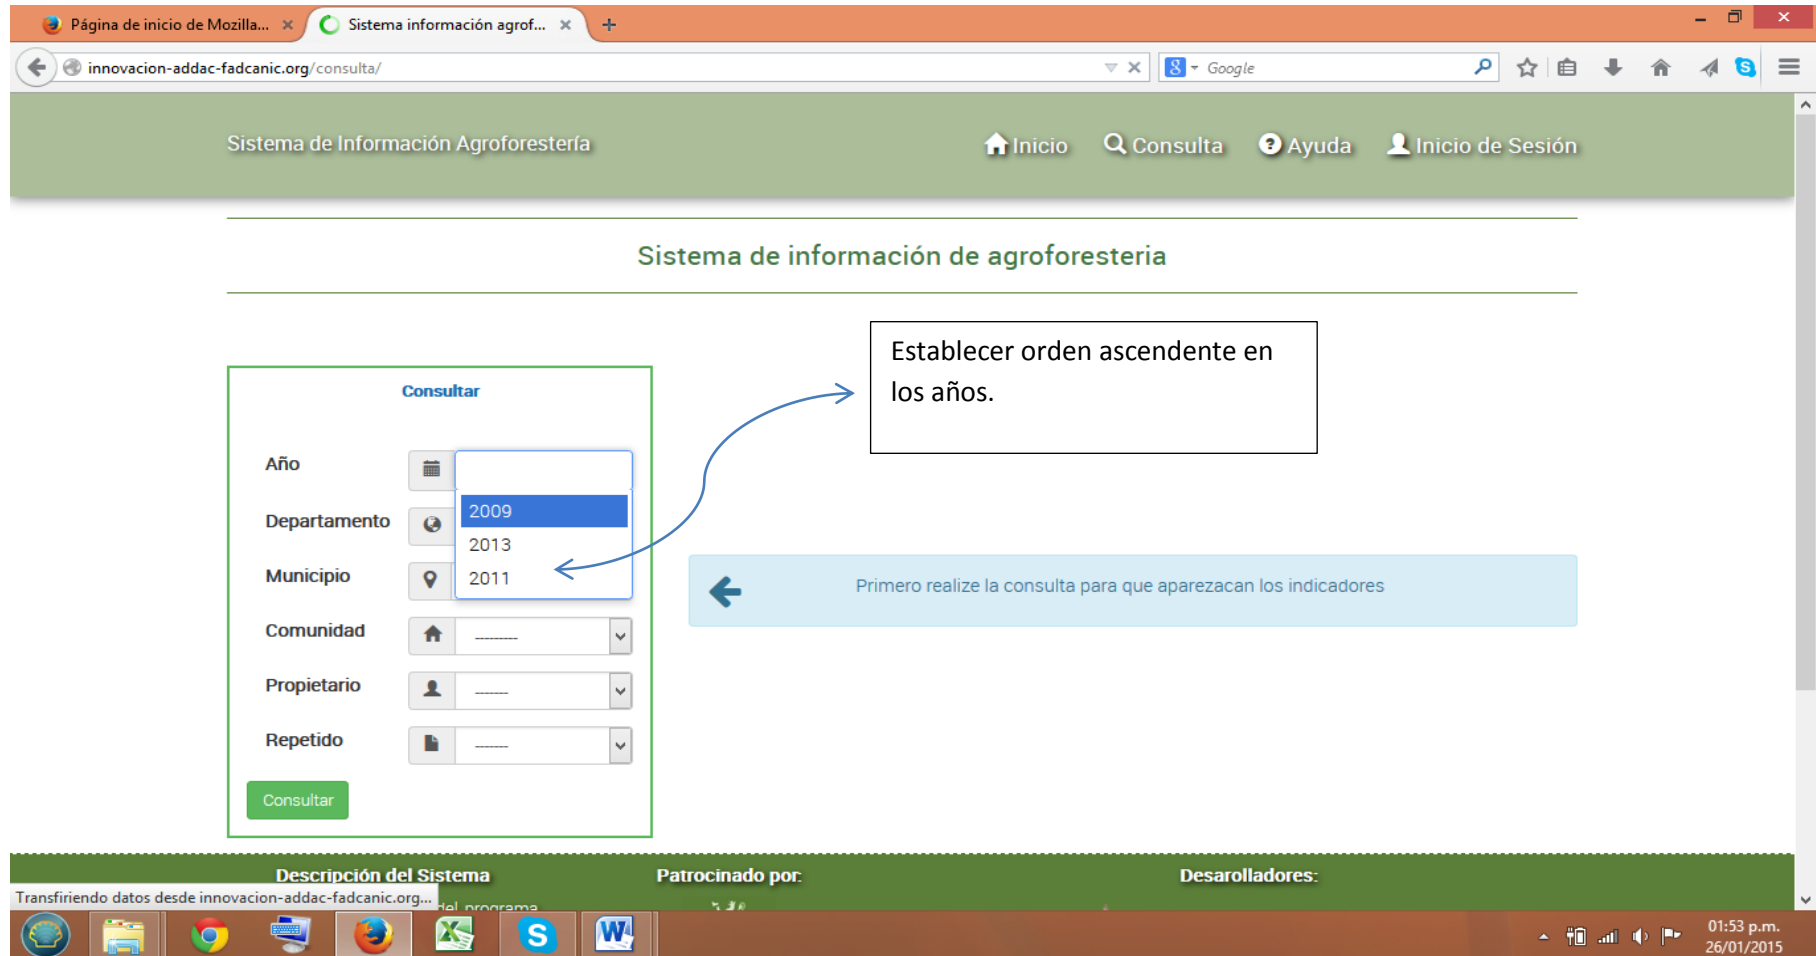 Página de inicio de Mozilla...
Sistema información agrof...
innovacion-addac-fadcanic.org/consulta/
Google
Sistema de Información Agroforestería
Inicio
Consulta
Ayuda
Inicio de Sesión
Sistema de información de agroforesteria
Establecer orden ascendente en
los años.
Consultar
Año
2009
2013
2011
Departamento
Municipio
Comunidad
---------
Propietario
-------
Repetido
-------
Consultar
Primero realize la consulta para que aparezacan los indicadores
Descripción del Sistema
Patrocinado por:
Desarolladores:
Transfiriendo datos desde innovacion-addac-fadcanic.org...
del programa
01:53 p.m.
26/01/2015